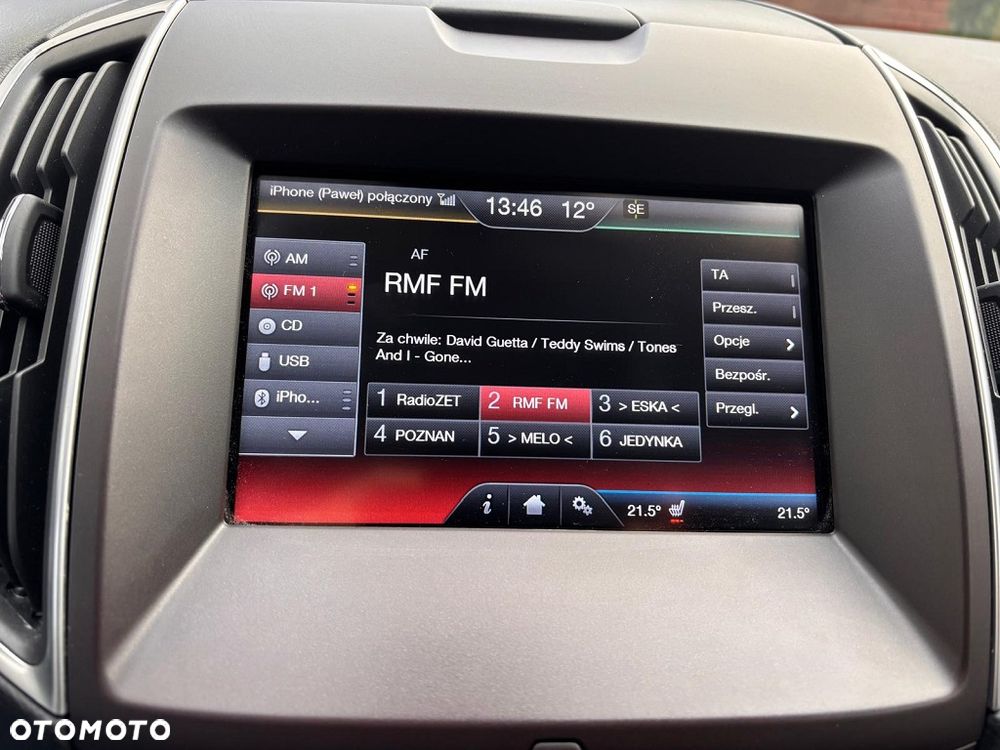 iPhone (Paweł) połączony
13:46 12° SE
AM
FM 1
CD
USB
iPho...
AF
RMF FM
Za chwile: David Guetta / Teddy Swims / Tones
And I - Gone...
1 RadioZET
2 RMF FM
3 > ESKA <
4 POZNAN
5 > MELO <
6 JEDYNKA
TA
Przesz.
Opcje
Bezpośr.
Przegl.
i
21.5°
21.5°
OTOMOTO